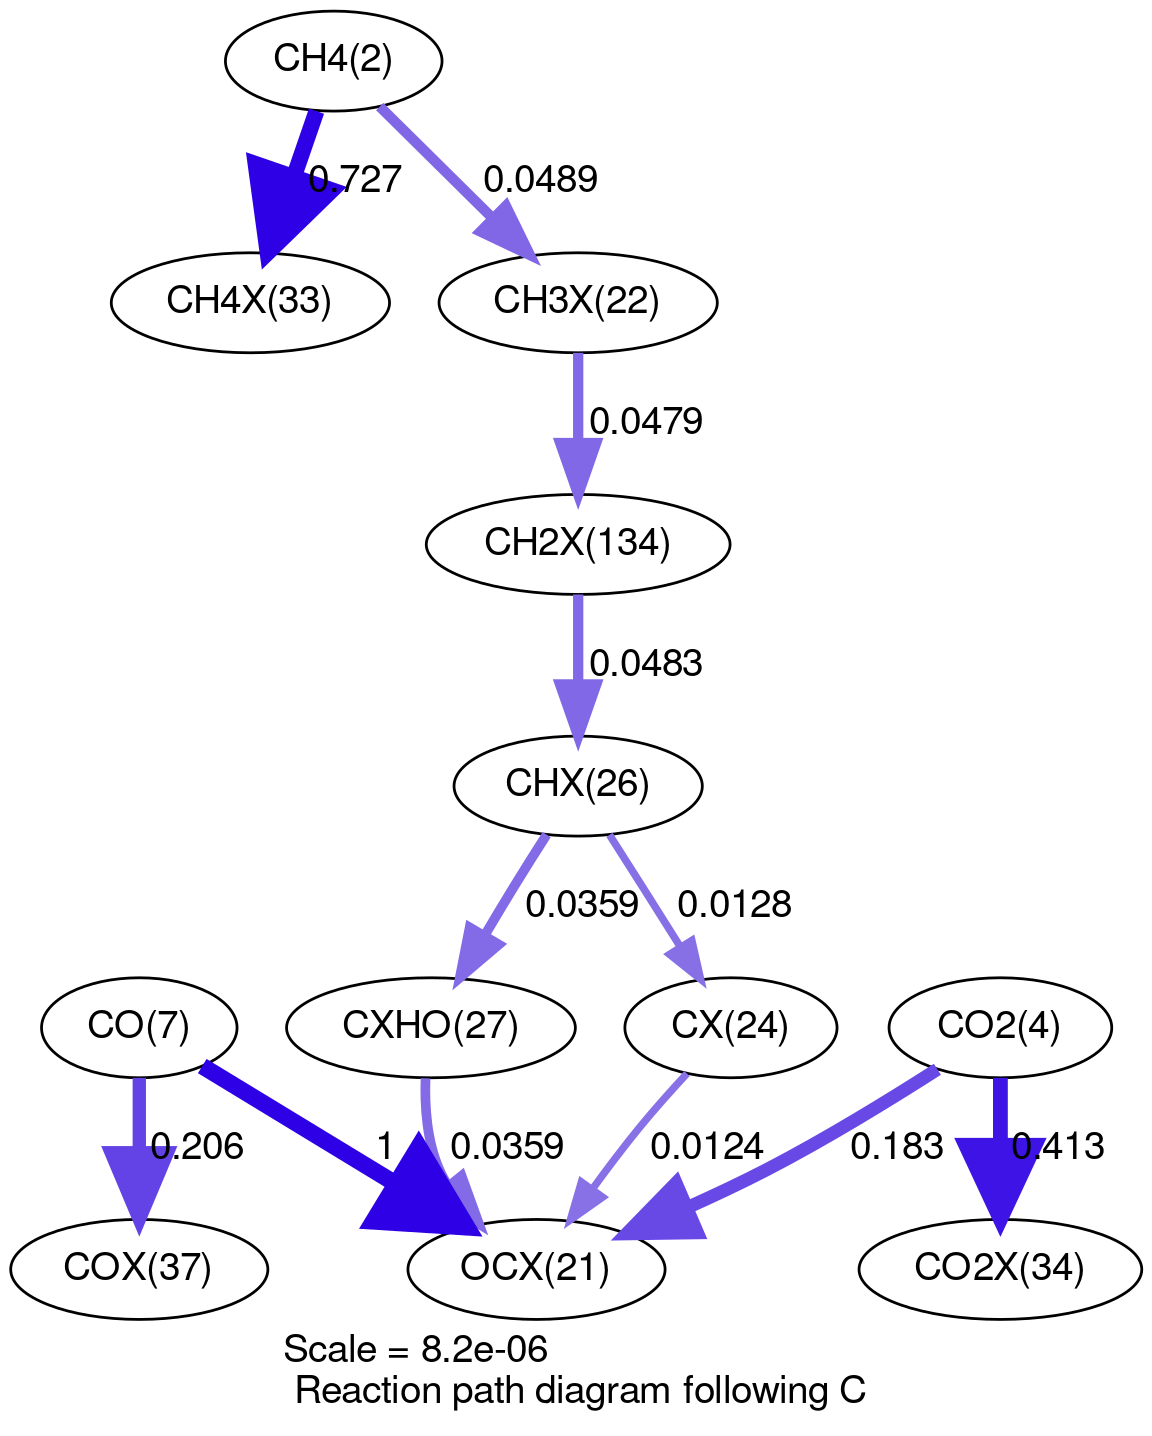 CH4(2)
0.727
0.0489
CH4X(33)
CH3X(22)
0.0479
CH2X(134)
0.0483
CHX(26)
0.0359
0.0128
CO(7)
CXHO(27)
CX(24)
CO2(4)
0.206
1
0.0359
0.0124
0.183
0.413
COX(37)
OCX(21)
CO2X(34)
Scale = 8.2e-06
Reaction path diagram following C